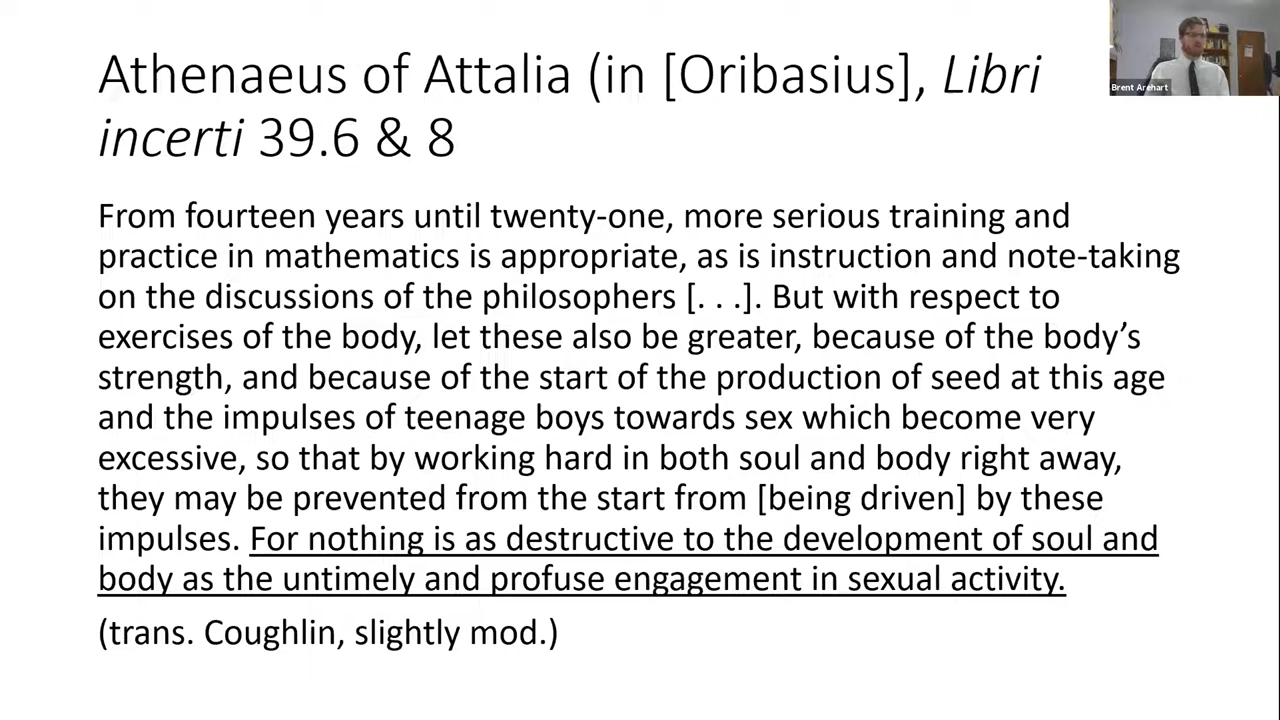 Athenaeus of Attalia (in [Oribasius], Libri
incerti 39.6 & 8
Brent Arehart
From fourteen years until twenty-one, more serious training and
practice in mathematics is appropriate, as is instruction and note-taking
on the discussions of the philosophers [. . .]. But with respect to
exercises of the body, let these also be greater, because of the body’s
strength, and because of the start of the production of seed at this age
and the impulses of teenage boys towards sex which become very
excessive, so that by working hard in both soul and body right away,
they may be prevented from the start from [being driven] by these
impulses. For nothing is as destructive to the development of soul and
body as the untimely and profuse engagement in sexual activity.
(trans. Coughlin, slightly mod.)